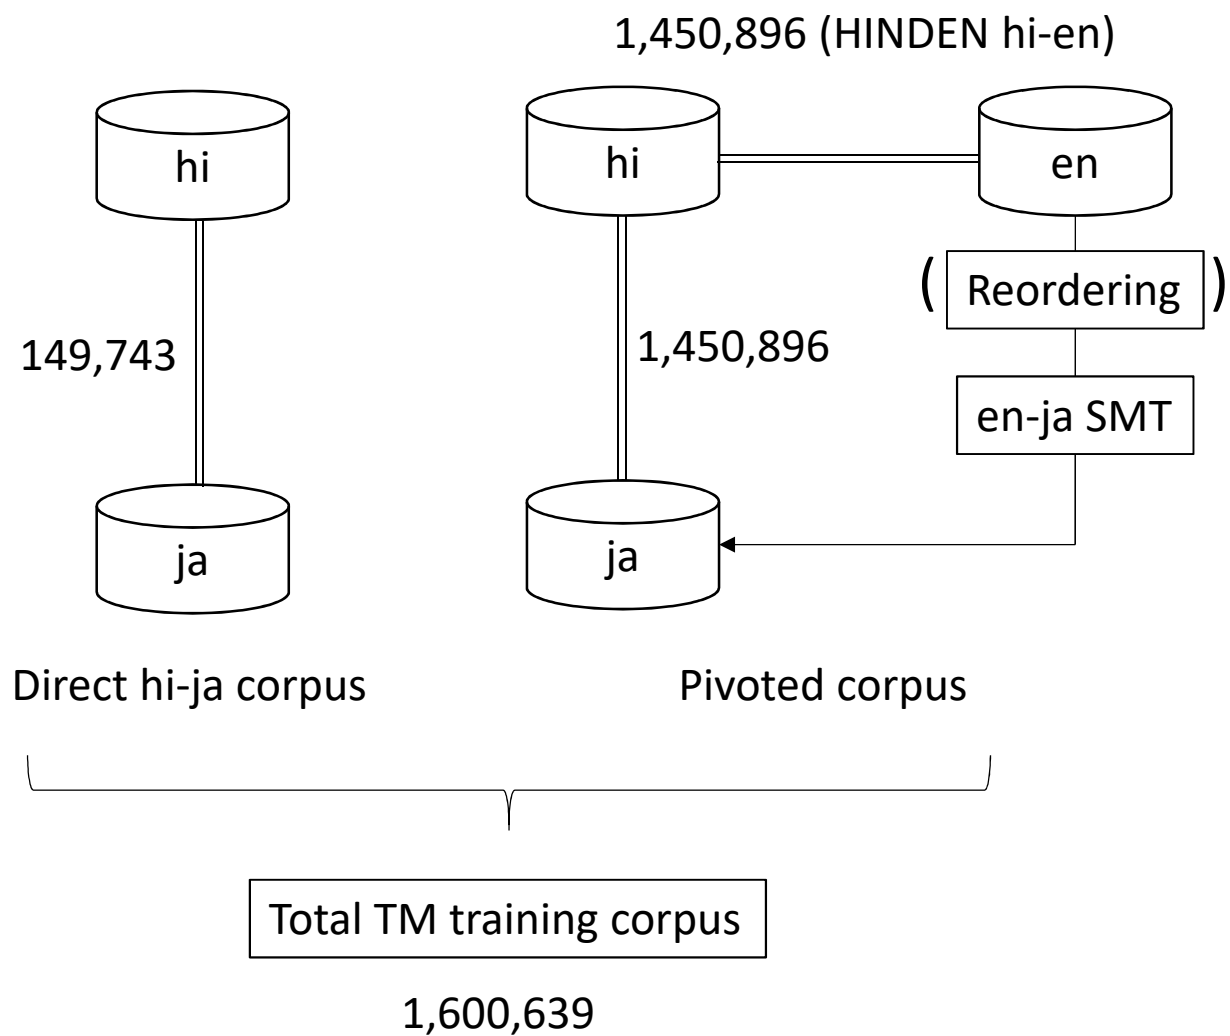 1,450,896 (HINDEN hi-en)
hi
hi
en
( Reordering )
149,743
1,450,896
en-ja SMT
ja
ja
Direct hi-ja corpus
Pivoted corpus
Total TM training corpus
1,600,639